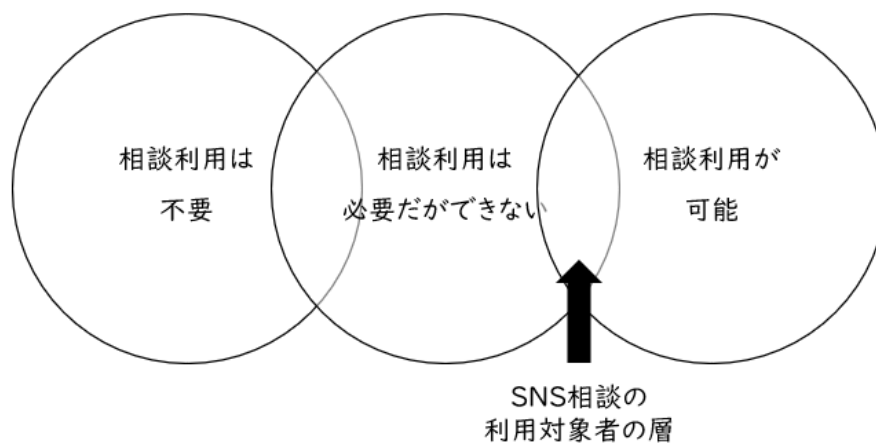 相談利用は
不要
相談利用は
必要だができない
相談利用が
可能
SNS相談の
利用対象者の層